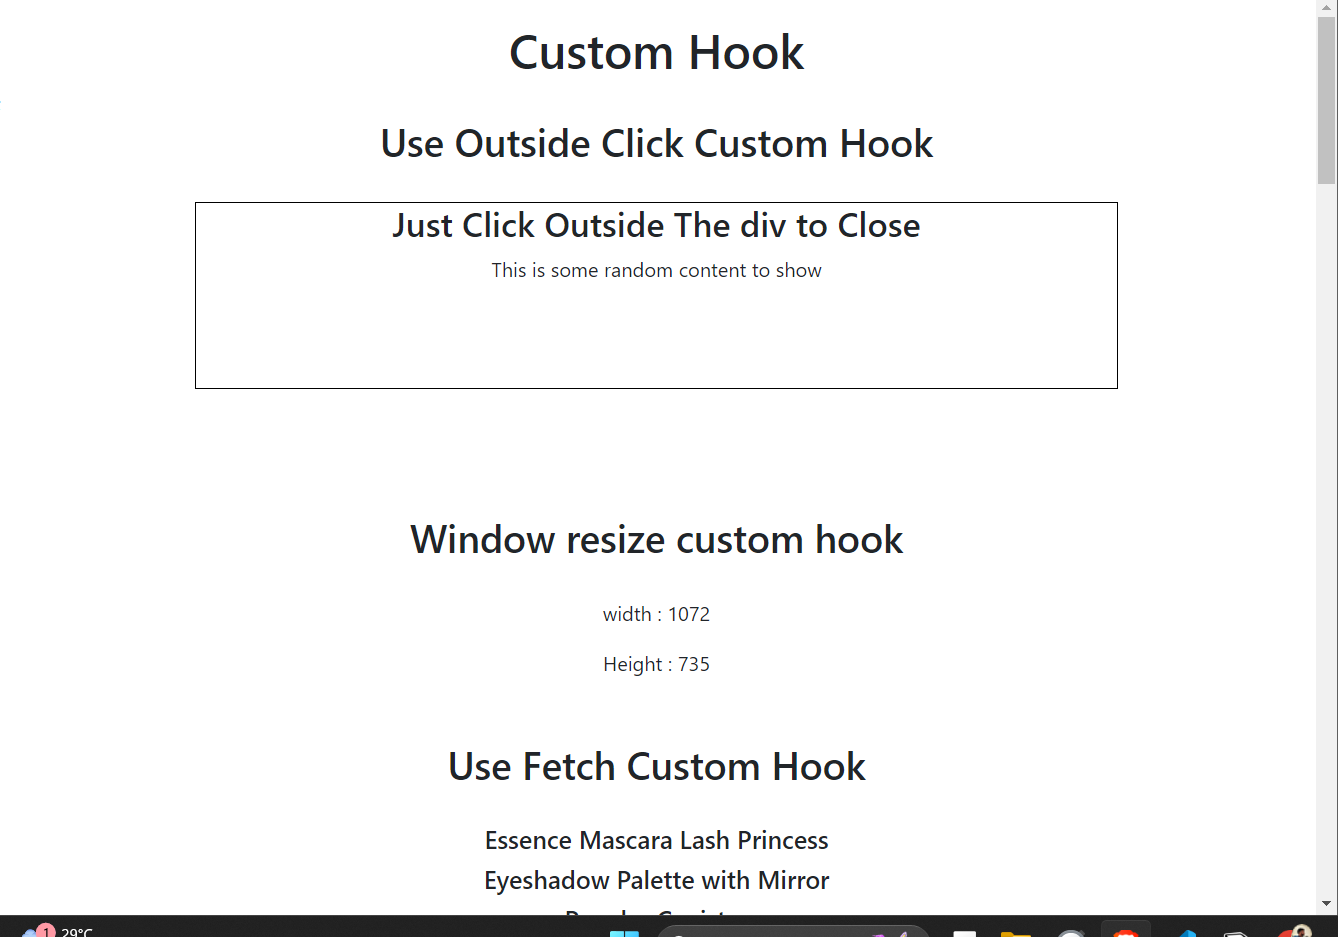 Custom Hook
Use Outside Click Custom Hook
Just Click Outside The div to Close
This is some random content to show
Window resize custom hook
width : 1072
Height : 735
Use Fetch Custom Hook
Essence Mascara Lash Princess
Eyeshadow Palette with Mirror
1
29°C